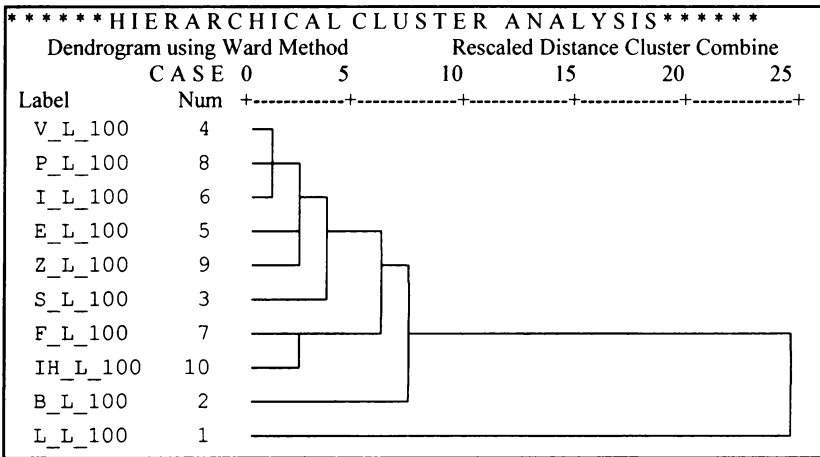 * * * * * * HIERARCHICAL CLUSTER ANALYSIS * * * * * *
Dendrogram using Ward Method Rescaled Distance Cluster Combine
CASE 0 5 10 15 20 25
Label Num +---------+---------+---------+---------+---------+
V_L_100 4
P_L_100 8
I_L_100 6
E_L_100 5
Z_L_100 9
S_L_100 3
F_L_100 7
IH_L_100 10
B_L_100 2
L_L_100 1